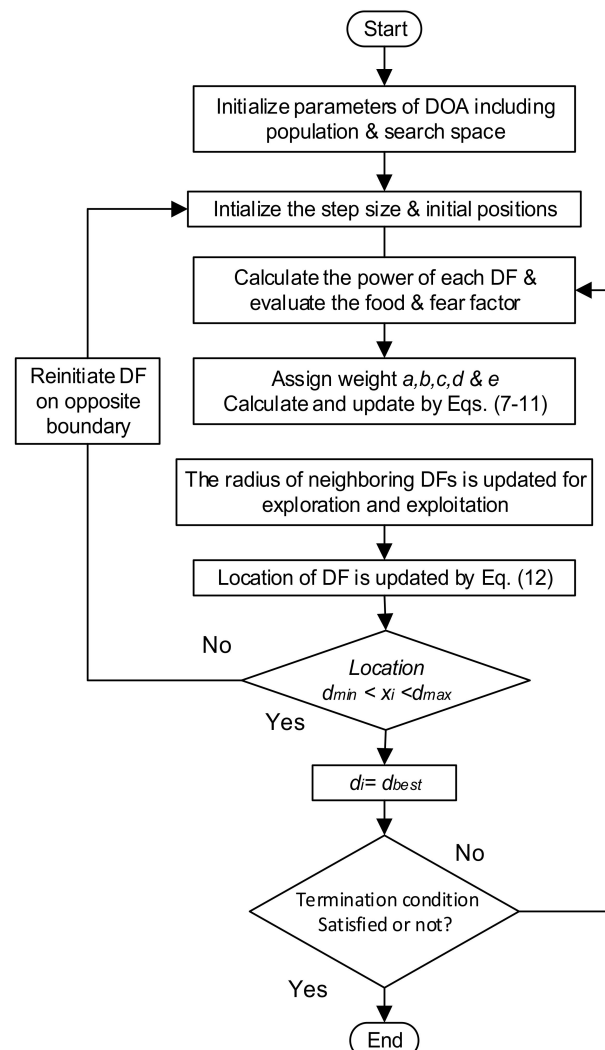 Start
Initialize parameters of DOA including
population & search space
Intialize the step size & initial positions
Calculate the power of each DF &
evaluate the food & fear factor
Reinitiate DF
on opposite
boundary
Assign weight a,b,c,d & e
Calculate and update by Eqs. (7-11)
The radius of neighboring DFs is updated for
exploration and exploitation
Location of DF is updated by Eq. (12)
No
Location
dmin < xi <dmax
Yes
di= dbest
No
Termination condition
Satisfied or not?
Yes
End